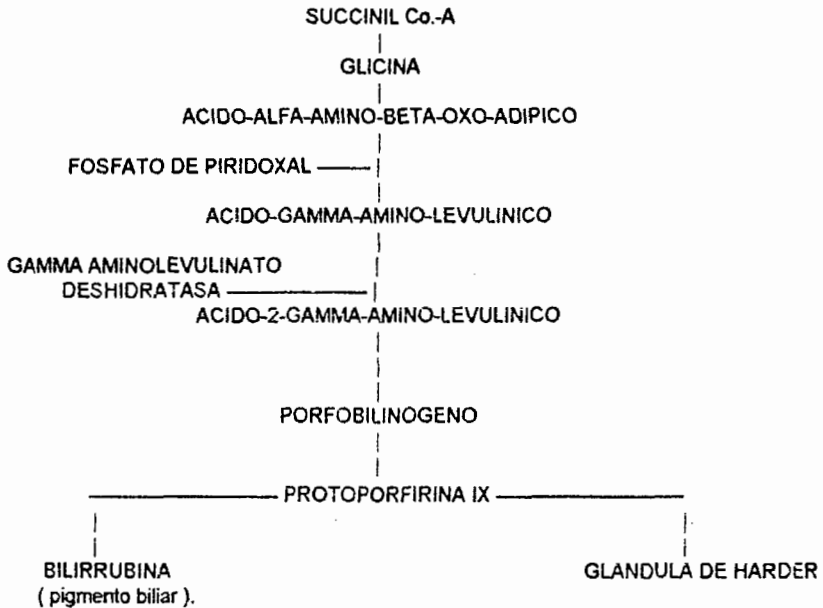 SUCCINIL Co.-A
GLICINA
ACIDO-ALFA-AMINO-BETA-OXO-ADIPICO
FOSFATO DE PIRIDOXAL
ACIDO-GAMMA-AMINO-LEVULINICO
GAMMA AMINOLEVULINATO
DESHIDRATASA
ACIDO-2-GAMMA-AMINO-LEVULINICO
PORFOBILINOGENO
PROTOPORFIRINA IX
BILIRRUBINA
( pigmento biliar ).
GLANDULA DE HARDER